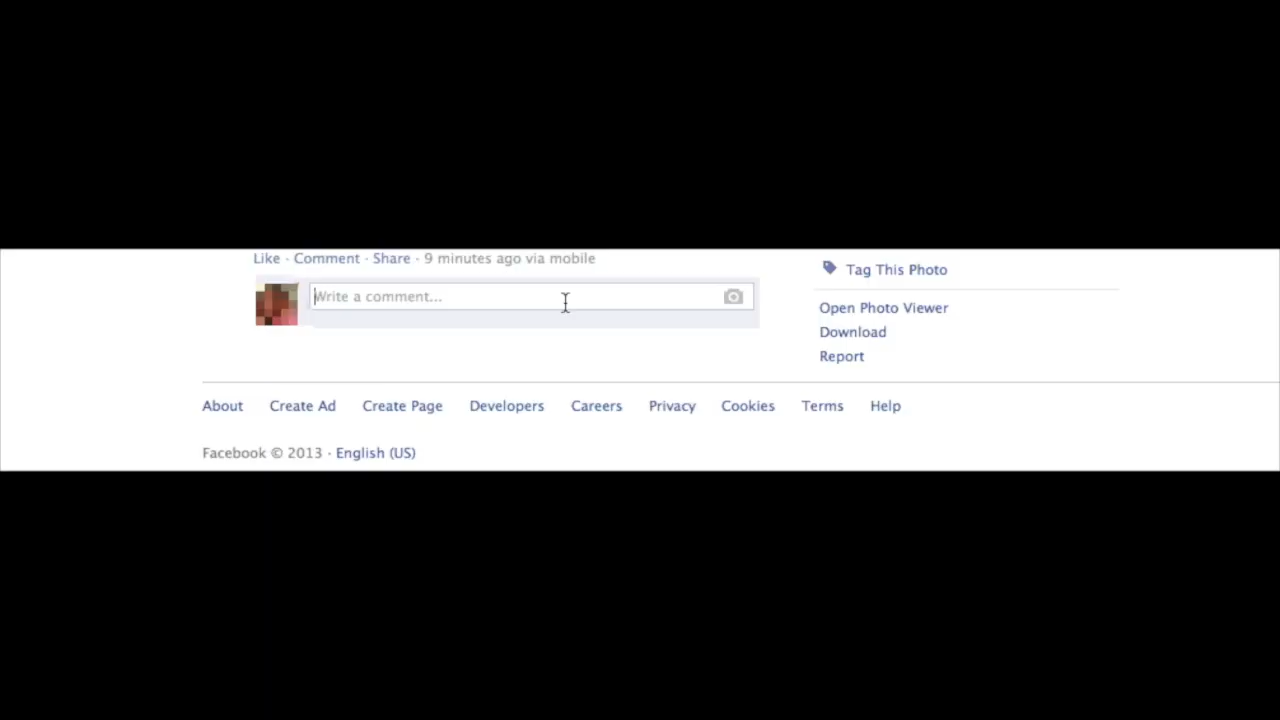 Like · Comment · Share · 9 minutes ago via mobile
Write a comment...
Tag This Photo
Open Photo Viewer
Download
Report
About Create Ad Create Page Developers Careers Privacy Cookies Terms Help
Facebook © 2013 · English (US)